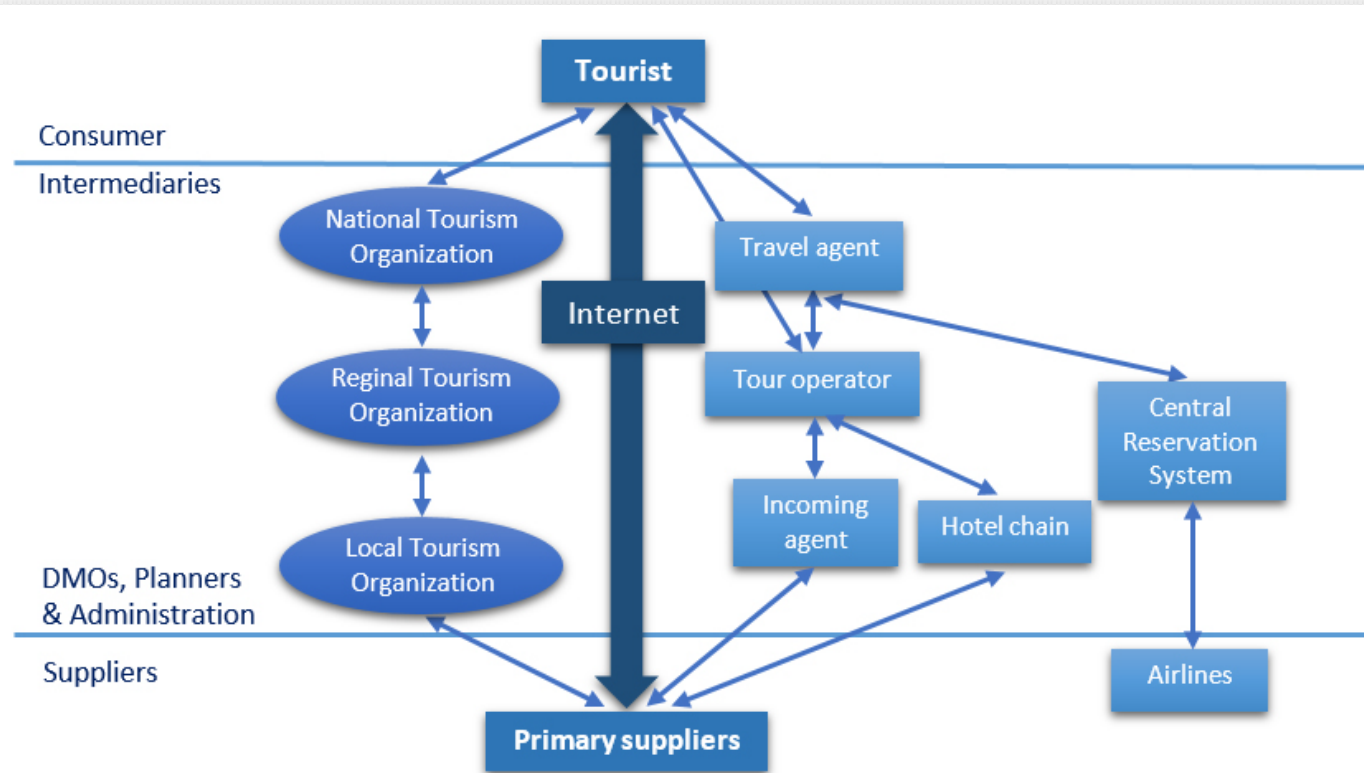 Tourist
Consumer
Intermediaries
National Tourism
Organization
Travel agent
Internet
Reginal Tourism
Organization
Tour operator
Central
Reservation
System
Incoming
agent
Hotel chain
Local Tourism
Organization
DMOs, Planners
& Administration
Suppliers
Airlines
Primary suppliers